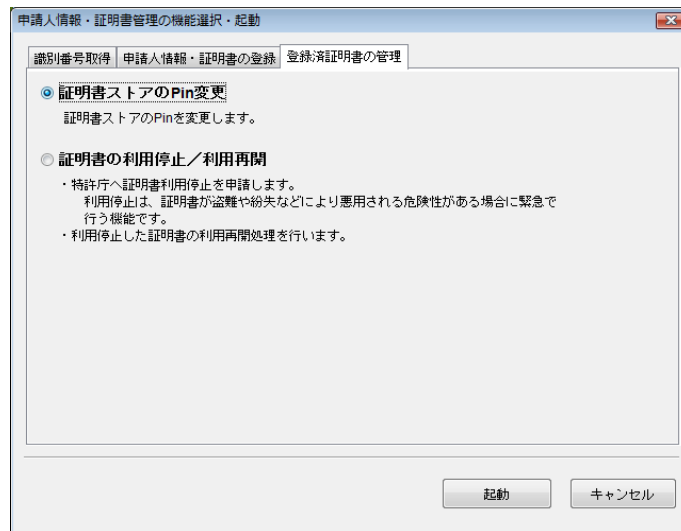 申請人情報・証明書管理の機能選択・起動
識別番号取得 申請人情報・証明書の登録 登録済証明書の管理
証明書ストアのPin変更
証明書ストアのPinを変更します。
証明書の利用停止／利用再開
・特許庁へ証明書利用停止を申請します。
利用停止は、証明書が盗難や紛失などにより悪用される危険性がある場合に緊急で
行う機能です。
・利用停止した証明書の利用再開処理を行います。
起動 キャンセル